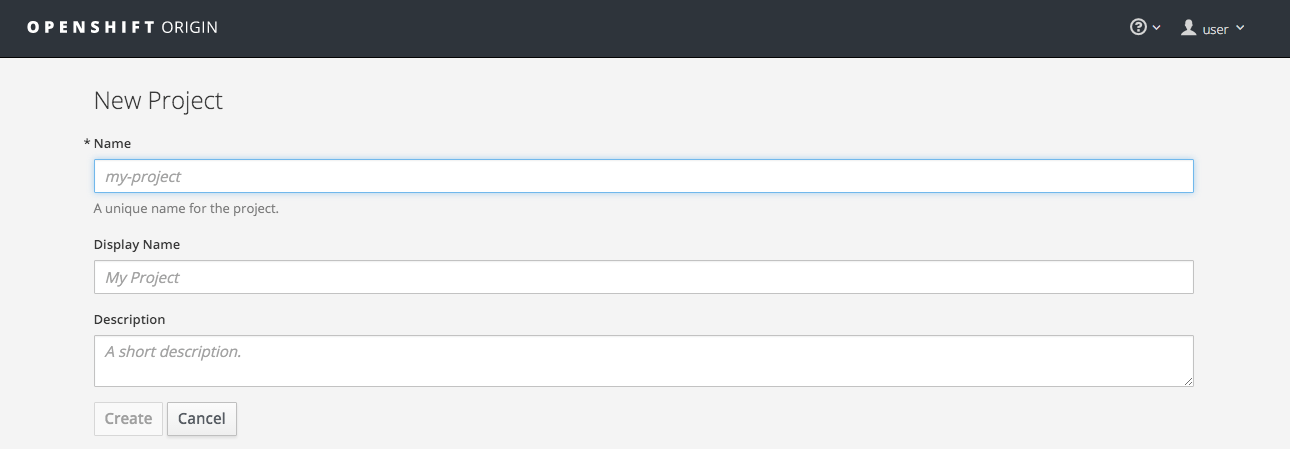 OPENSHIFT ORIGIN
user
New Project
* Name
my-project
A unique name for the project.
Display Name
My Project
Description
A short description.
Create Cancel